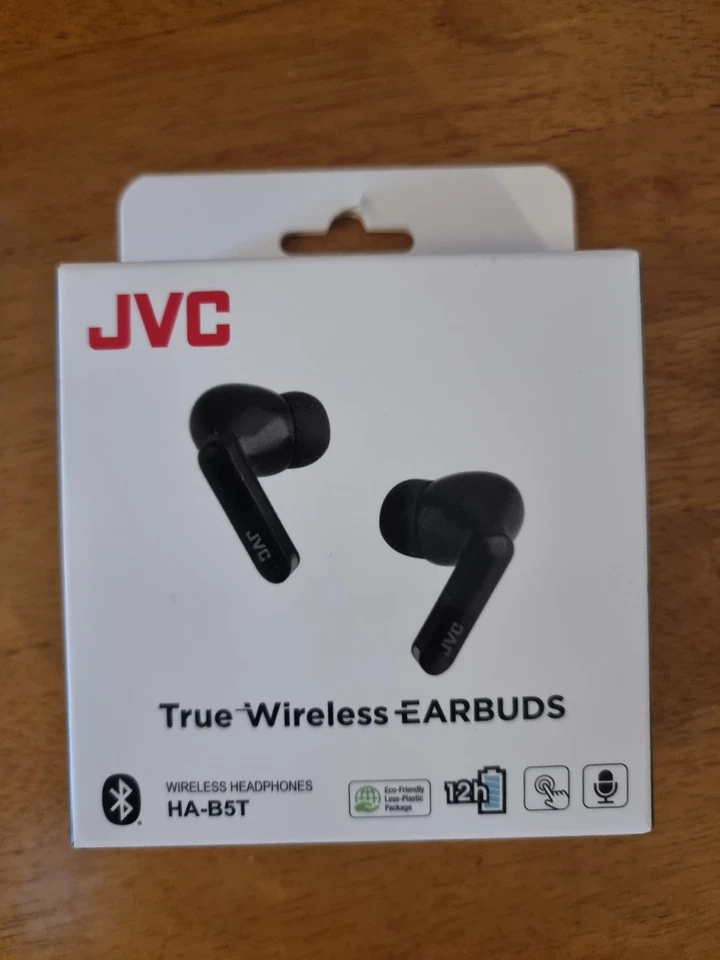 JVC
JVC
JVC
True Wireless EARBUDS
WIRELESS HEADPHONES
HA-B5T
Eco-Friendly
Less-Plastic
Package
12h